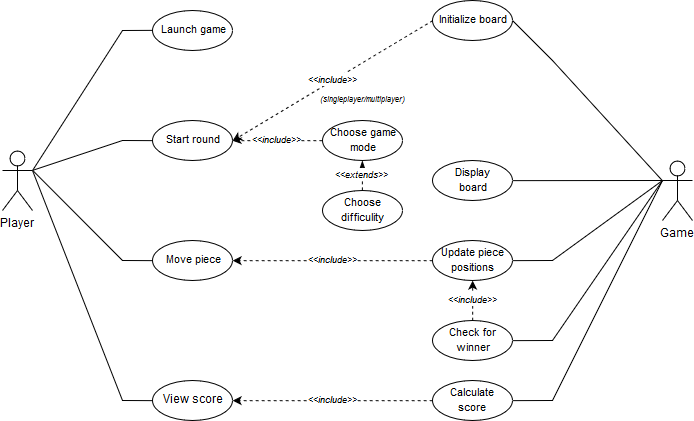 Initialize board
Launch game
<<include>>
(singleplayer/multiplayer)
Start round
<<include>>
Choose game
mode
<<extends>>
Display
board
Choose
difficulity
Player
Game
Move piece
<<include>>
Update piece
positions
<<include>>
Check for
winner
View score
<<include>>
Calculate
score